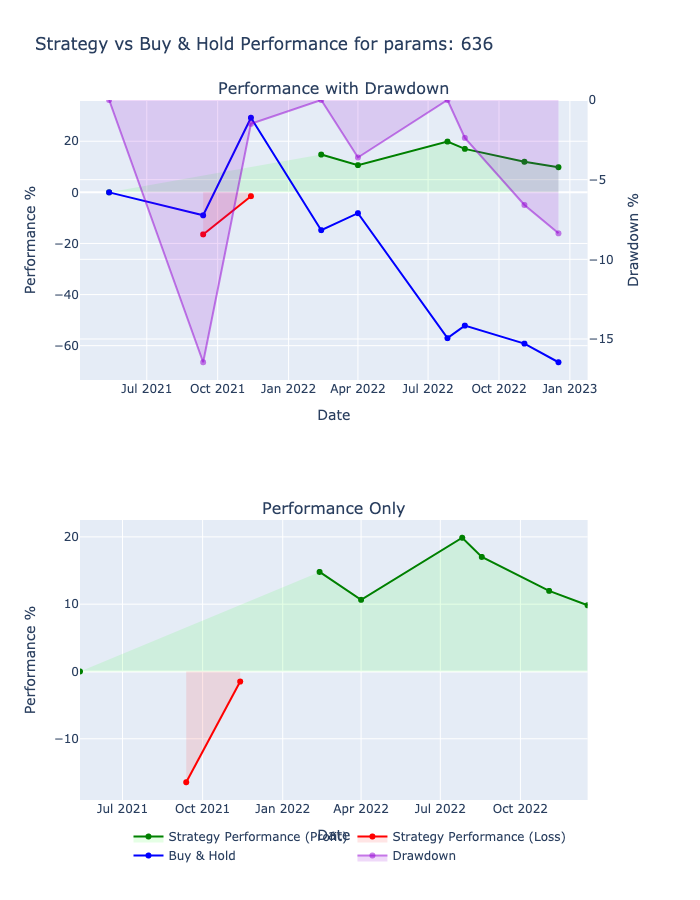 Strategy vs Buy & Hold Performance for params: 636
Performance with Drawdown
20
0
−20
−40
−60
0
−5
−10
−15
Performance %
Drawdown %
Jul 2021 Oct 2021 Jan 2022 Apr 2022 Jul 2022 Oct 2022 Jan 2023
Date
Performance Only
20
10
0
−10
Performance %
Jul 2021 Oct 2021 Jan 2022 Apr 2022 Jul 2022 Oct 2022
Date
Strategy Performance (Profit) Strategy Performance (Loss)
Buy & Hold Drawdown